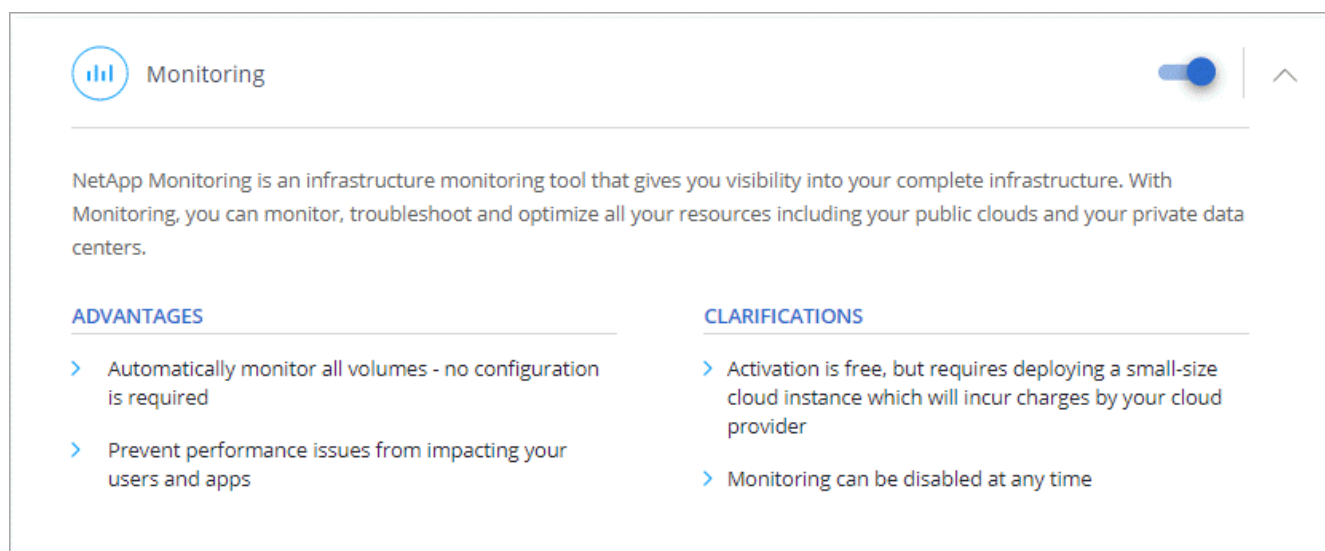 Monitoring
NetApp Monitoring is an infrastructure monitoring tool that gives you visibility into your complete infrastructure. With
Monitoring, you can monitor, troubleshoot and optimize all your resources including your public clouds and your private data
centers.
ADVANTAGES
Automatically monitor all volumes - no configuration
is required
Prevent performance issues from impacting your
users and apps
CLARIFICATIONS
Activation is free, but requires deploying a small-size
cloud instance which will incur charges by your cloud
provider
Monitoring can be disabled at any time